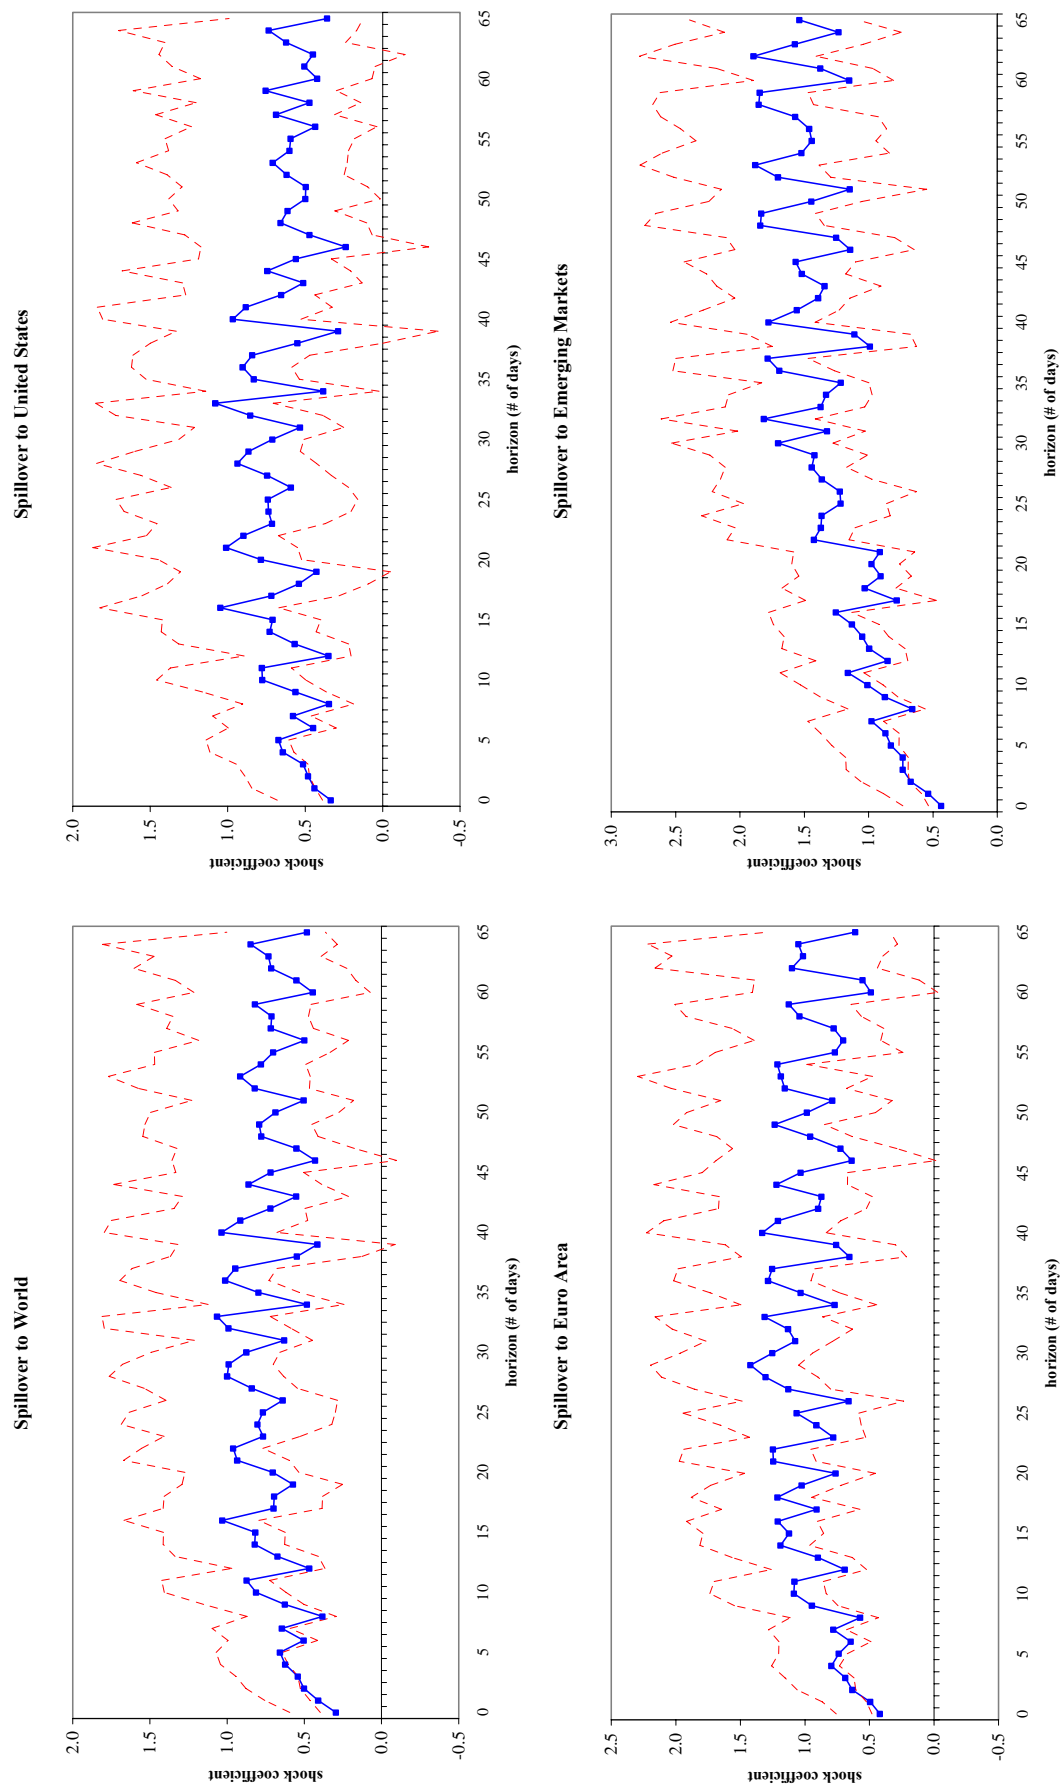 Spillover to World
shock coefficient
2.0
1.5
1.0
0.5
0.0
-0.5
0 5 10 15 20 25 30 35 40 45 50 55 60 65
horizon (# of days)
Spillover to United States
shock coefficient
2.0
1.5
1.0
0.5
0.0
-0.5
0 5 10 15 20 25 30 35 40 45 50 55 60 65
horizon (# of days)
Spillover to Euro Area
shock coefficient
2.5
2.0
1.5
1.0
0.5
0.0
-0.5
0 5 10 15 20 25 30 35 40 45 50 55 60 65
horizon (# of days)
Spillover to Emerging Markets
shock coefficient
3.0
2.5
2.0
1.5
1.0
0.5
0.0
0 5 10 15 20 25 30 35 40 45 50 55 60 65
horizon (# of days)